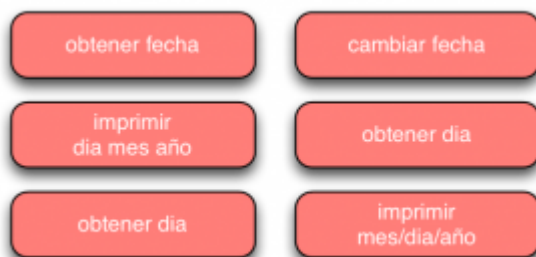 obtener fecha
cambiar fecha
imprimir
dia mes año
obtener dia
obtener dia
imprimir
mes/dia/año